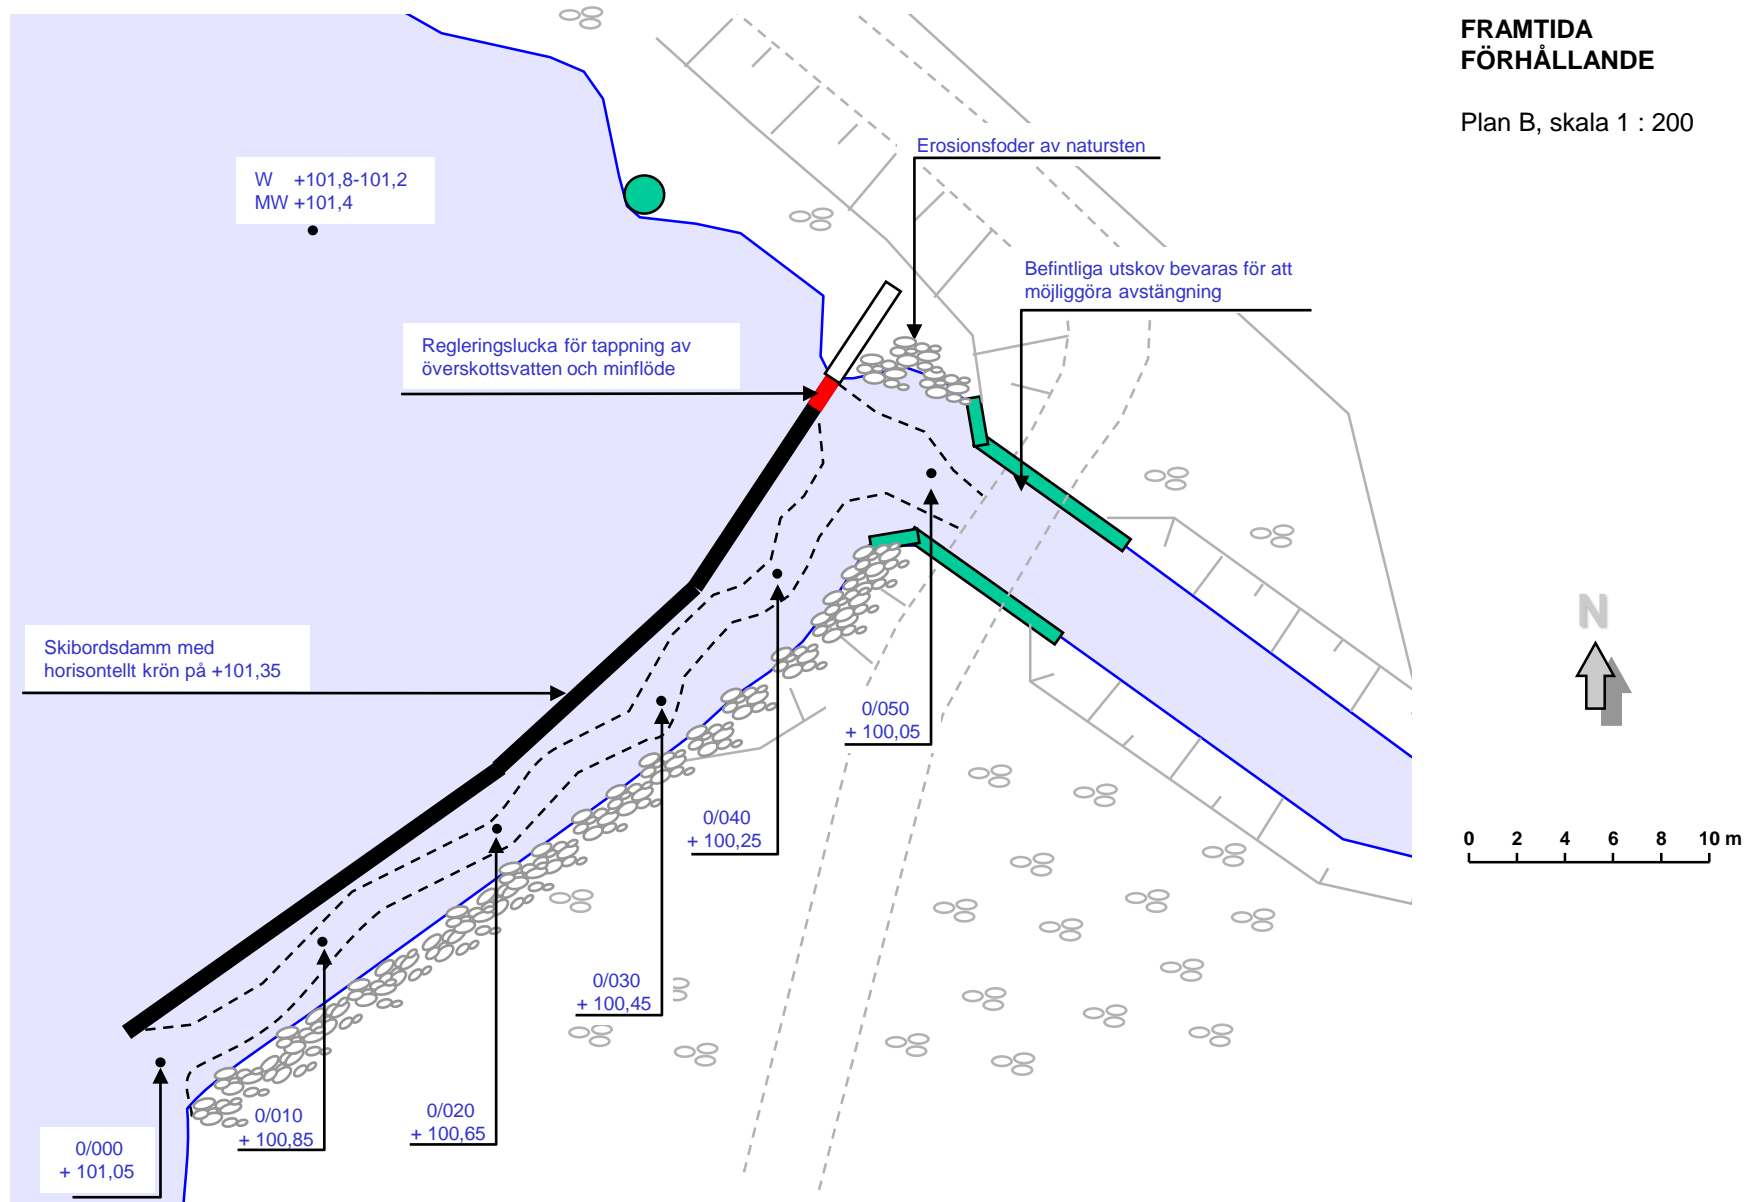 FRAMTIDA
FÖRHÅLLANDE
Plan B, skala 1 : 200
Erosionsfoder av natursten
W +101,8-101,2
MW +101,4
Befintliga utskov bevaras för att
möjliggöra avstängning
Regleringslucka för tappning av
överskottsvatten och minflöde
Skibordsdamm med
horisontellt krön på +101,35
N
0/050
+ 100,05
0/040
+ 100,25
0 2 4 6 8 10 m
0/030
+ 100,45
0/020
+ 100,65
0/010
+ 100,85
0/000
+ 101,05